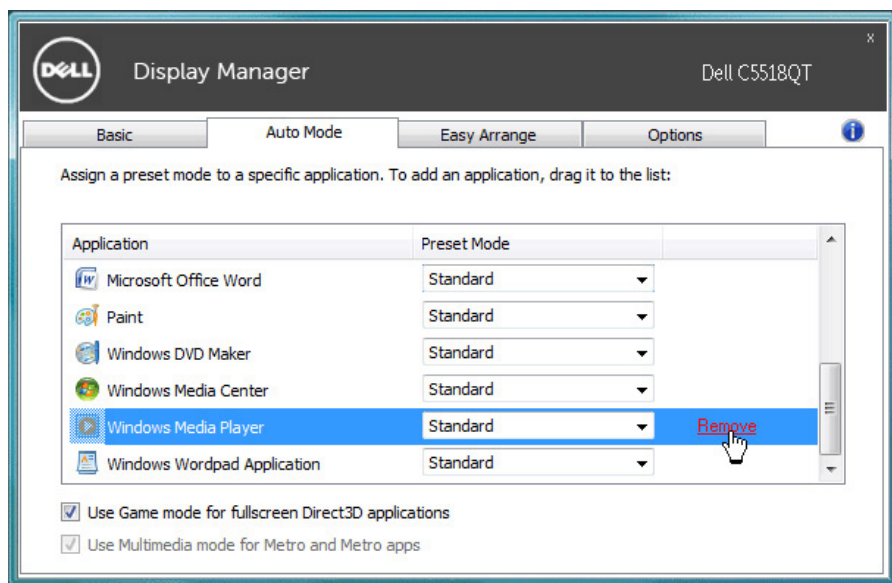 x
DELL Display Manager Dell C5518QT
Basic Auto Mode Easy Arrange Options i
Assign a preset mode to a specific application. To add an application, drag it to the list:
Application Preset Mode
Microsoft Office Word Standard
Paint Standard
Windows DVD Maker Standard
Windows Media Center Standard
Windows Media Player Standard Remove
Windows Wordpad Application Standard
Use Game mode for fullscreen Direct3D applications
Use Multimedia mode for Metro and Metro apps